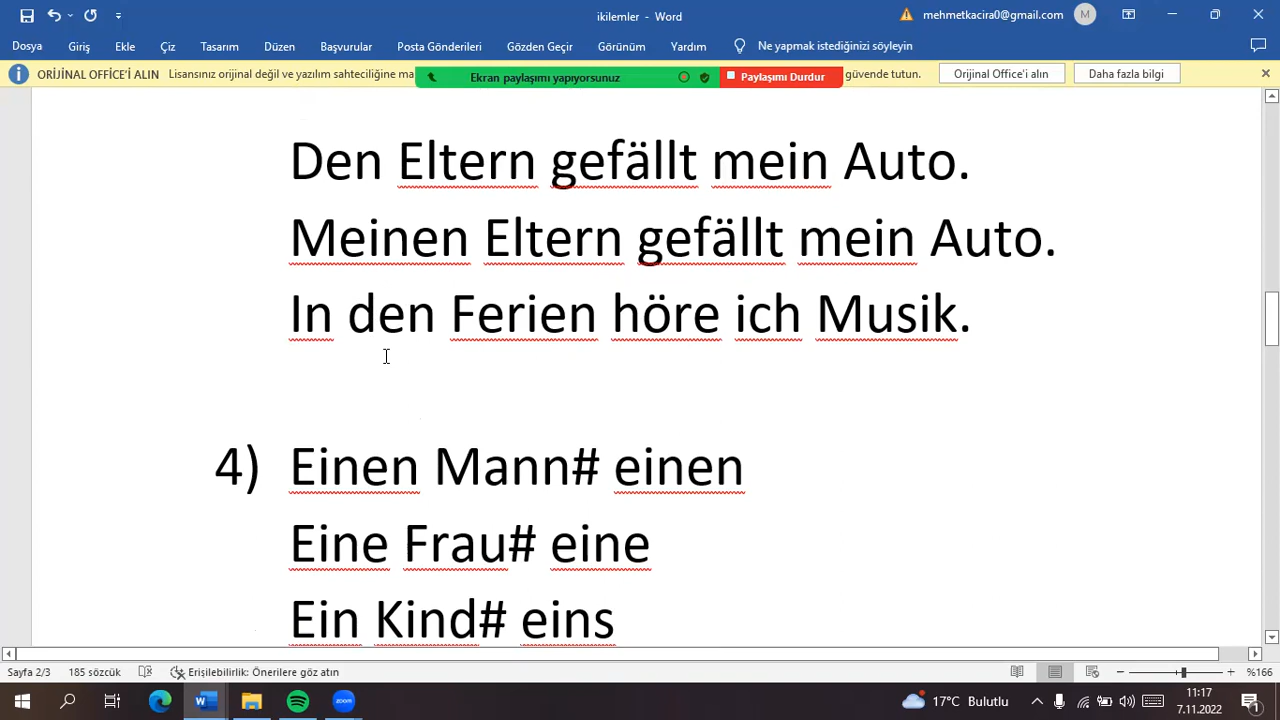 ikilemler - Word
mehmetkacira0@gmail.com
M
Dosya Giriş Ekle Çiz Tasarım Düzen Başvurular Posta Gönderileri Gözden Geçir Görünüm Yardım Ne yapmak istediğinizi söyleyin
ORİJİNAL OFFICE'İ ALIN Lisansınız orijinal değil ve yazılım sahteciliğine ma Ekran paylaşımı yapıyorsunuz Paylaşımı Durdur güvende tutun. Orijinal Office'i alın Daha fazla bilgi
Den Eltern gefällt mein Auto.
Meinen Eltern gefällt mein Auto.
In den Ferien höre ich Musik.
4) Einen Mann# einen
Eine Frau# eine
Ein Kind# eins
Sayfa 2/3 185 sözcük Erişilebilirlik: Önerilere göz atın %166
W zoom 17°C Bulutlu 11:17
7.11.2022 1